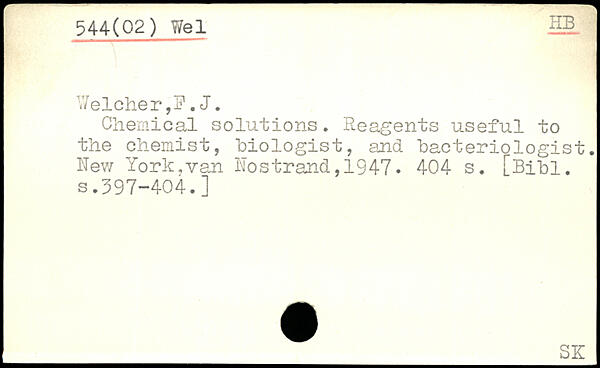 544(02) Wel
HB
Welcher,F.J.
Chemical solutions. Reagents useful to
the chemist, biologist, and bacteriologist.
New York,van Nostrand,1947. 404 s. [Bibl.
s.397-404.]
SK